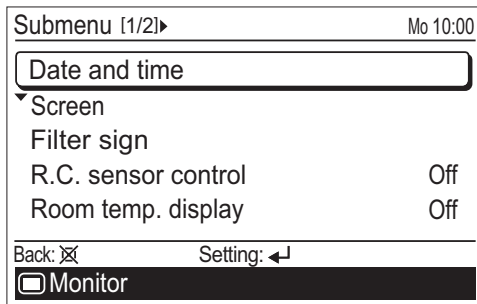 Submenu [1/2] Mo 10:00
Date and time
Screen
Filter sign
R.C. sensor control Off
Room temp. display Off
Back: Setting:
Monitor